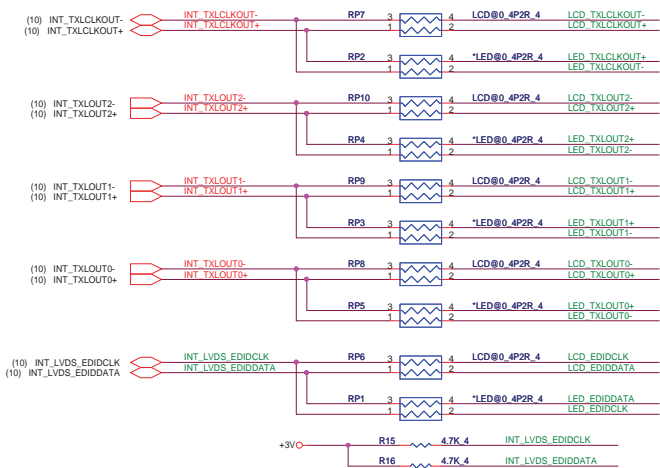 (10) INT_TXLCLKOUT- INT_TXLCLKOUT- RP7 3 4 LCD@0_4P2R_4 LCD_TXLCLKOUT-
(10) INT_TXLCLKOUT+ INT_TXLCLKOUT+ 1 2 LCD_TXLCLKOUT+
RP2 3 4 *LED@0_4P2R_4 LED_TXLCLKOUT+
1 2 LED_TXLCLKOUT-
(10) INT_TXLOUT2- INT_TXLOUT2- RP10 3 4 LCD@0_4P2R_4 LCD_TXLOUT2-
(10) INT_TXLOUT2+ INT_TXLOUT2+ 1 2 LCD_TXLOUT2+
RP4 3 4 *LED@0_4P2R_4 LED_TXLOUT2+
1 2 LED_TXLOUT2-
(10) INT_TXLOUT1- INT_TXLOUT1- RP9 3 4 LCD@0_4P2R_4 LCD_TXLOUT1-
(10) INT_TXLOUT1+ INT_TXLOUT1+ 1 2 LCD_TXLOUT1+
RP3 3 4 *LED@0_4P2R_4 LED_TXLOUT1+
1 2 LED_TXLOUT1-
(10) INT_TXLOUT0- INT_TXLOUT0- RP8 3 4 LCD@0_4P2R_4 LCD_TXLOUT0-
(10) INT_TXLOUT0+ INT_TXLOUT0+ 1 2 LCD_TXLOUT0+
RP5 3 4 *LED@0_4P2R_4 LED_TXLOUT0+
1 2 LED_TXLOUT0-
(10) INT_LVDS_EDIDCLK INT_LVDS_EDIDCLK RP6 3 4 LCD@0_4P2R_4 LCD_EDIDCLK
(10) INT_LVDS_EDIDDATA INT_LVDS_EDIDDATA 1 2 LCD_EDIDDATA
RP1 3 4 *LED@0_4P2R_4 LED_EDIDDATA
1 2 LED_EDIDCLK
+3V R15 4.7K_4 INT_LVDS_EDIDCLK
R16 4.7K_4 INT_LVDS_EDIDDATA